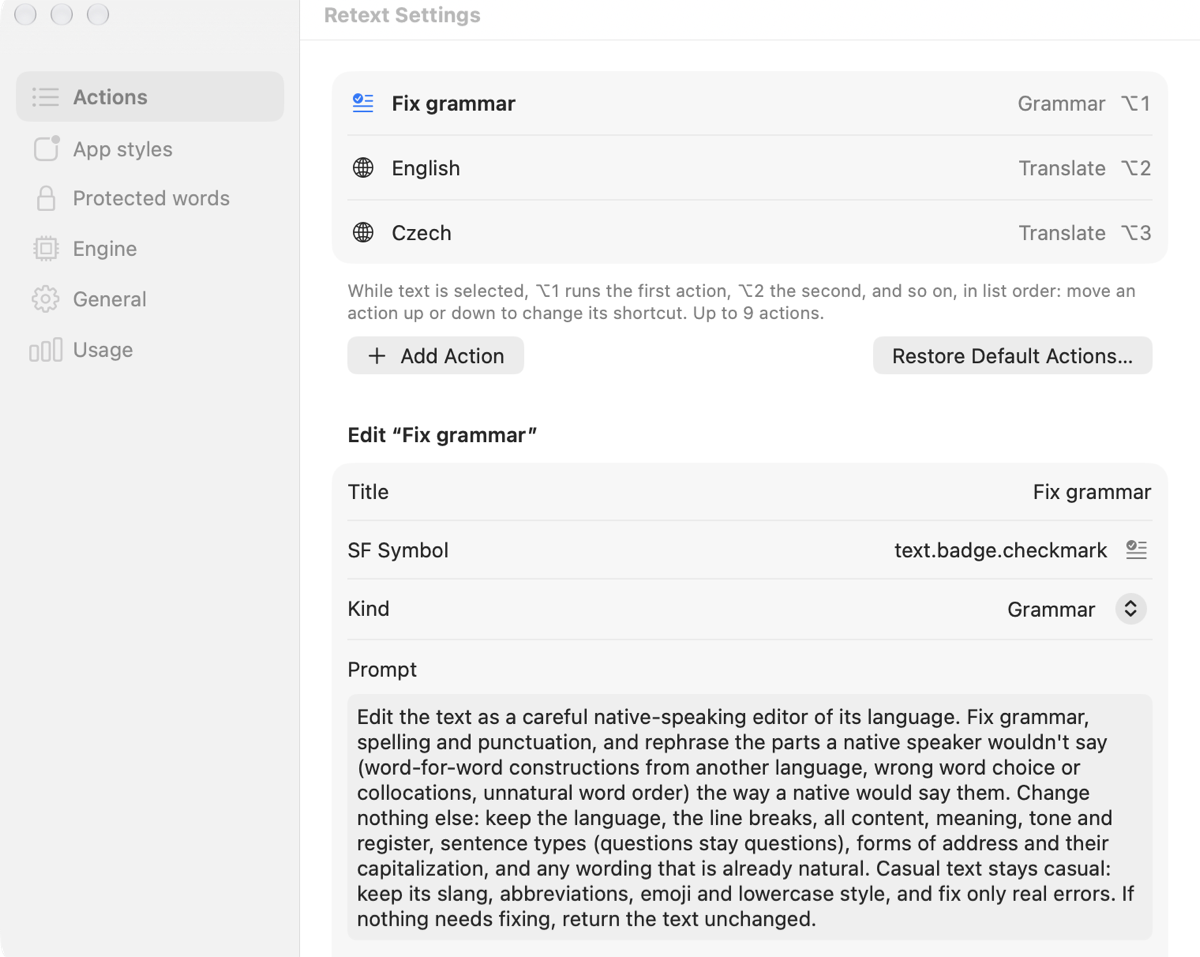 Retext Settings
Actions
App styles
Protected words
Engine
General
Usage
Fix grammar Grammar ⌥1
English Translate ⌥2
Czech Translate ⌥3
While text is selected, ⌥1 runs the first action, ⌥2 the second, and so on, in list order: move an
action up or down to change its shortcut. Up to 9 actions.
+ Add Action Restore Default Actions...
Edit “Fix grammar”
Title Fix grammar
SF Symbol text.badge.checkmark
Kind Grammar
Prompt
Edit the text as a careful native-speaking editor of its language. Fix grammar,
spelling and punctuation, and rephrase the parts a native speaker wouldn't say
(word-for-word constructions from another language, wrong word choice or
collocations, unnatural word order) the way a native would say them. Change
nothing else: keep the language, the line breaks, all content, meaning, tone and
register, sentence types (questions stay questions), forms of address and their
capitalization, and any wording that is already natural. Casual text stays casual:
keep its slang, abbreviations, emoji and lowercase style, and fix only real errors. If
nothing needs fixing, return the text unchanged.